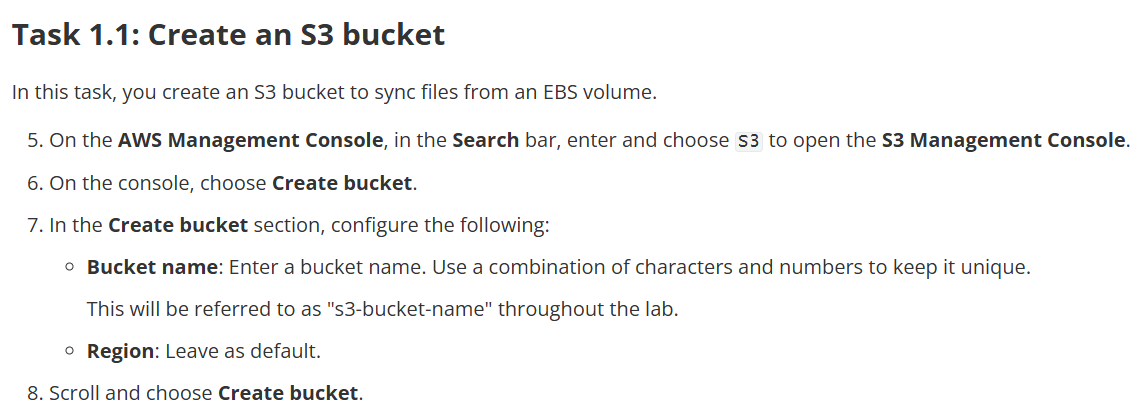 Task 1.1: Create an S3 bucket
In this task, you create an S3 bucket to sync files from an EBS volume.
5. On the AWS Management Console, in the Search bar, enter and choose S3 to open the S3 Management Console.
6. On the console, choose Create bucket.
7. In the Create bucket section, configure the following:
◦ Bucket name: Enter a bucket name. Use a combination of characters and numbers to keep it unique.
This will be referred to as "s3-bucket-name" throughout the lab.
◦ Region: Leave as default.
8. Scroll and choose Create bucket.